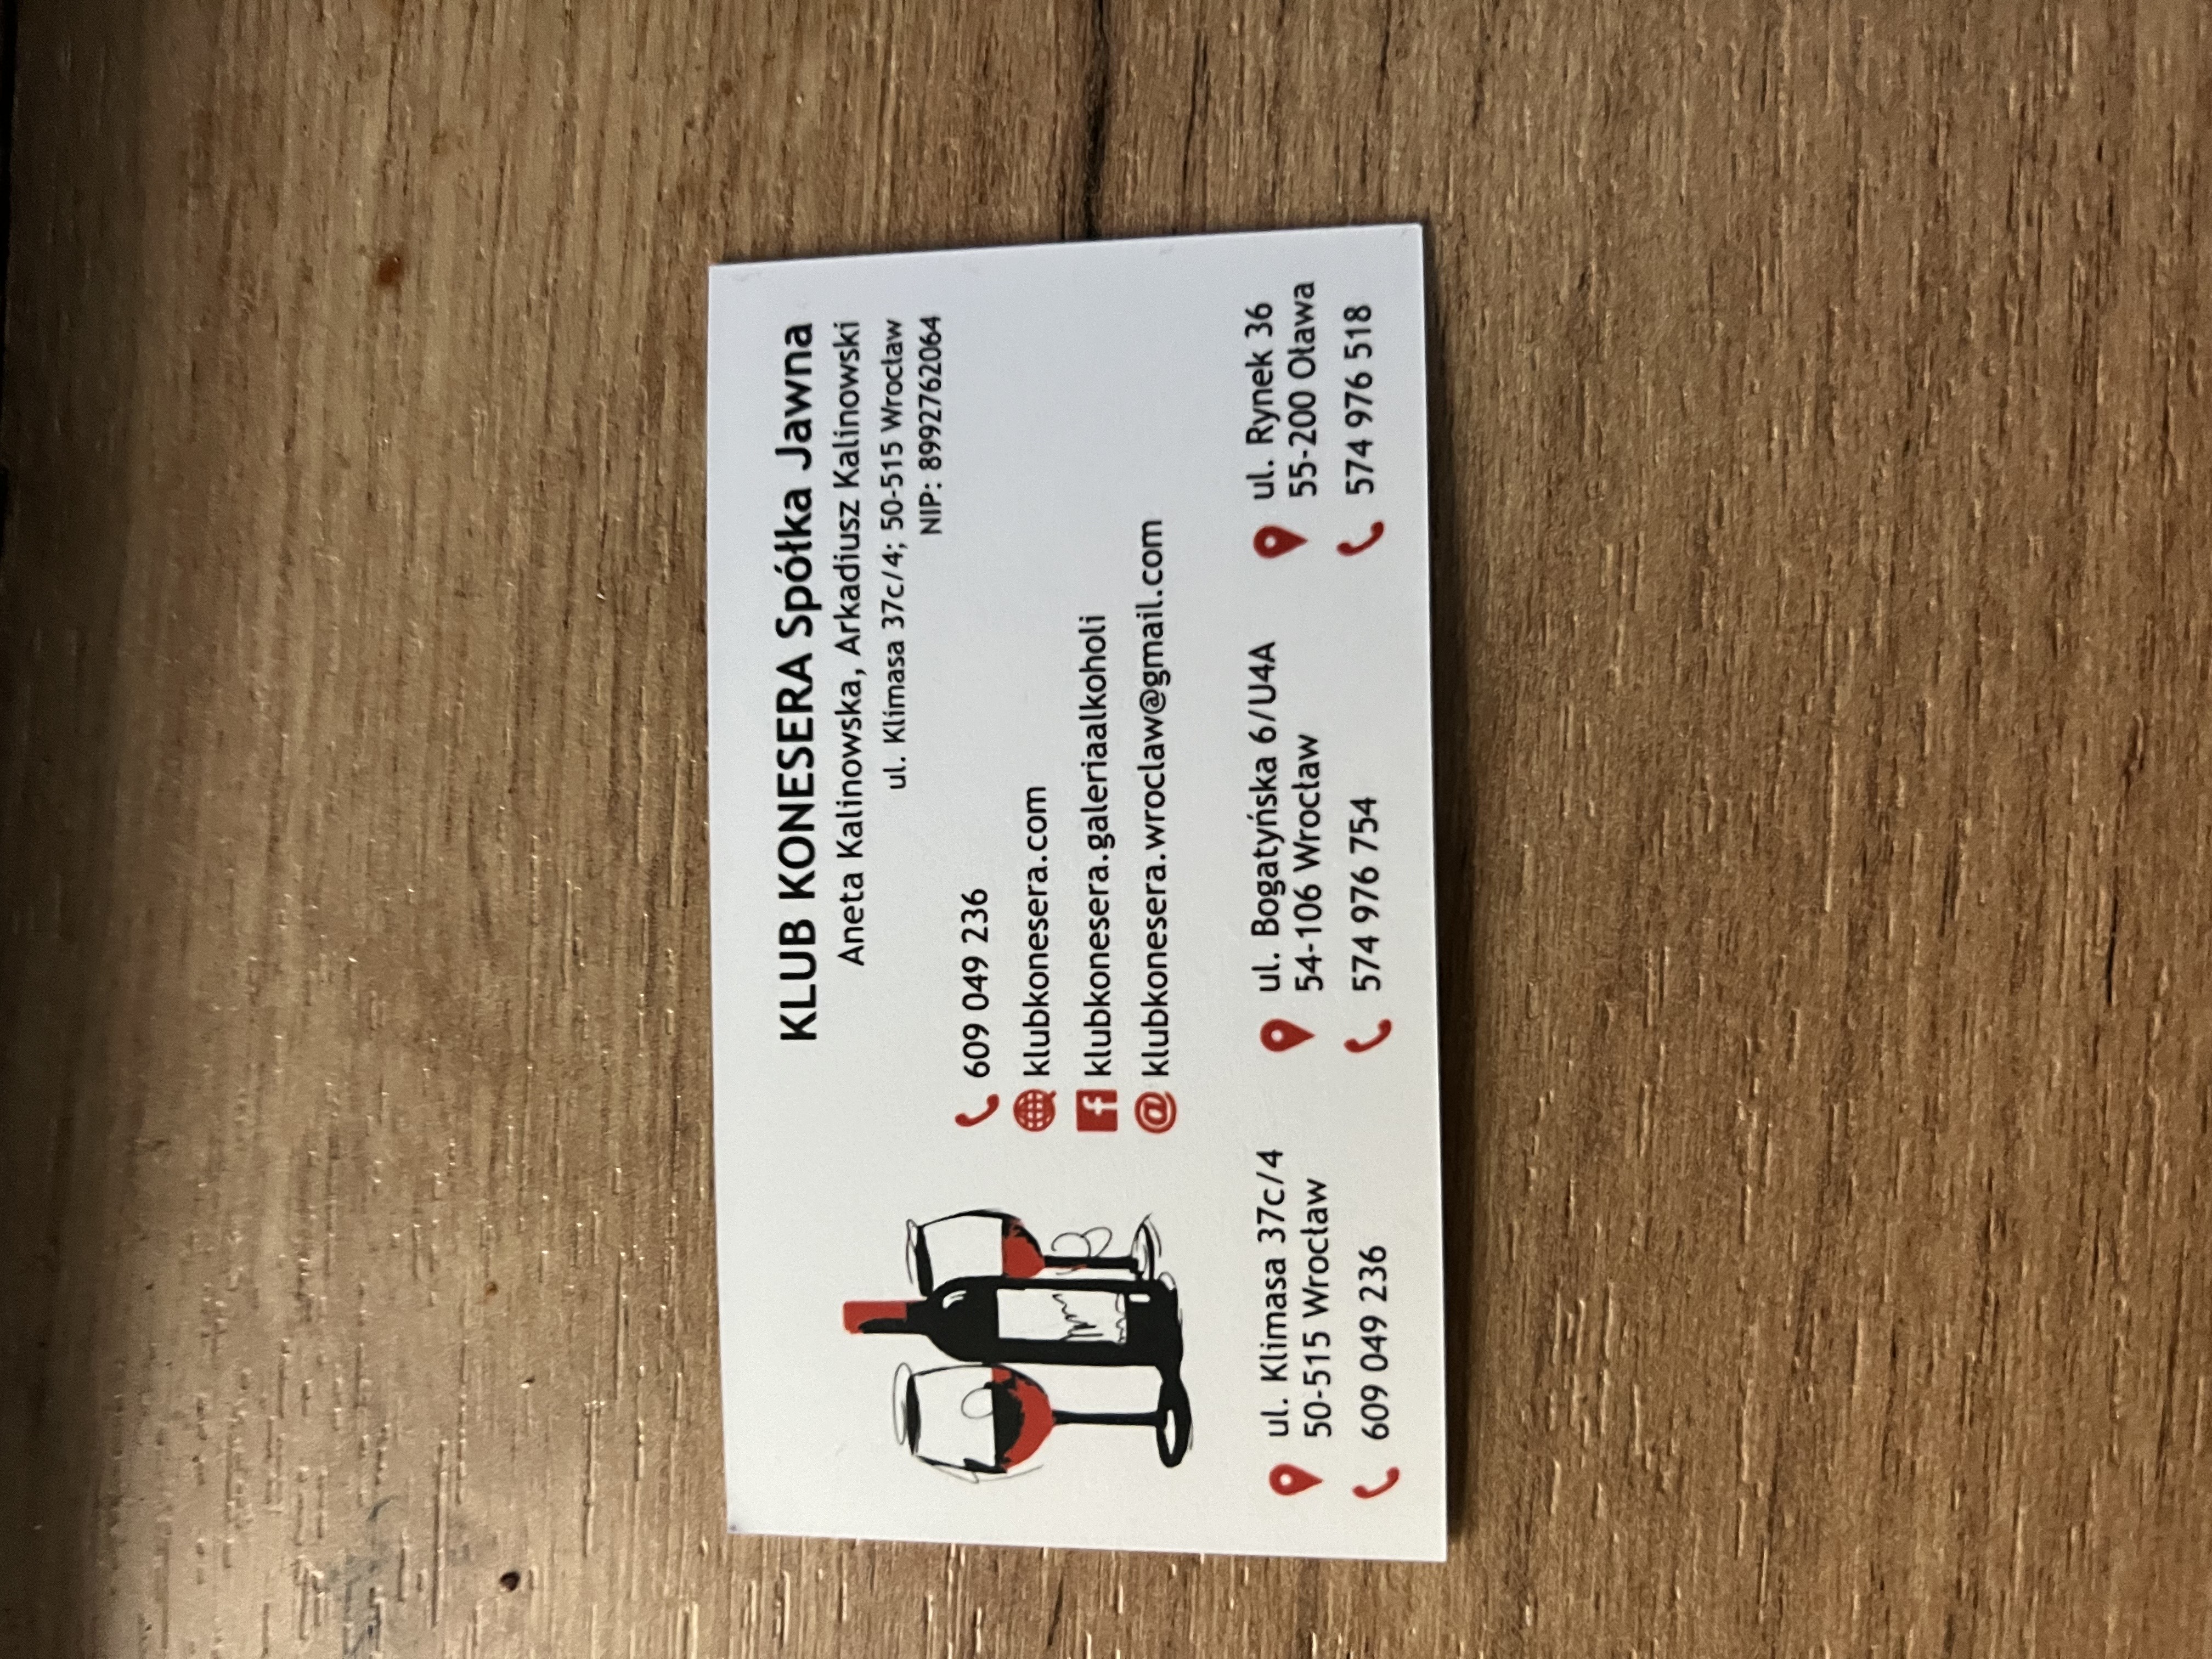 KLUB KONESERA Spółka Jawna
Aneta Kalinowska, Arkadiusz Kalinowski
ul. Klimasa 37c/4; 50-515 Wrocław
NIP: 8992762064
609 049 236
klubkonesera.com
klubkonesera.galeriaalkoholi
klubkonesera.wroclaw@gmail.com
ul. Klimasa 37c/4
50-515 Wrocław
609 049 236
ul. Bogatyńska 6/U4A
54-106 Wrocław
574 976 754
ul. Rynek 36
55-200 Oława
574 976 518